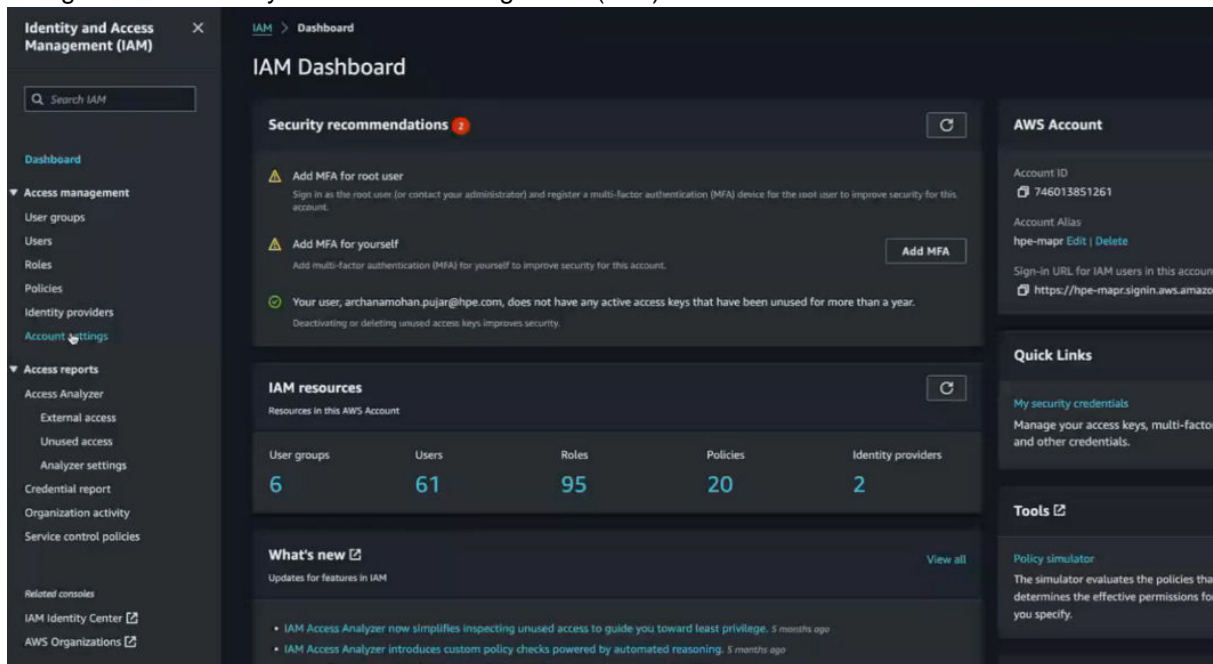 Identity and Access
Management (IAM)
Search IAM
Dashboard
Access management
User groups
Users
Roles
Policies
Identity providers
Account settings
Access reports
Access Analyzer
External access
Unused access
Analyzer settings
Credential report
Organization activity
Service control policies
Related consoles
IAM Identity Center
AWS Organizations
IAM > Dashboard
IAM Dashboard
Security recommendations 2
Add MFA for root user
Sign in as the root user (or contact your administrator) and register a multi-factor authentication (MFA) device for the root user to improve security for this
account.
Add MFA for yourself
Add multi-factor authentication (MFA) for yourself to improve security for this account.
Add MFA
Your user, archanamohan.pujar@hpe.com, does not have any active access keys that have been unused for more than a year.
Deactivating or deleting unused access keys improves security.
IAM resources
Resources in this AWS Account
User groups Users Roles Policies Identity providers
6 61 95 20 2
What's new View all
Updates for features in IAM
• IAM Access Analyzer now simplifies inspecting unused access to guide you toward least privilege. 5 months ago
• IAM Access Analyzer introduces custom policy checks powered by automated reasoning. 5 months ago
AWS Account
Account ID
746013851261
Account Alias
hpe-mapr Edit | Delete
Sign-in URL for IAM users in this accoun
https://hpe-mapr.signin.aws.amazo
Quick Links
My security credentials
Manage your access keys, multi-facto
and other credentials.
Tools
Policy simulator
The simulator evaluates the policies tha
determines the effective permissions fo
you specify.